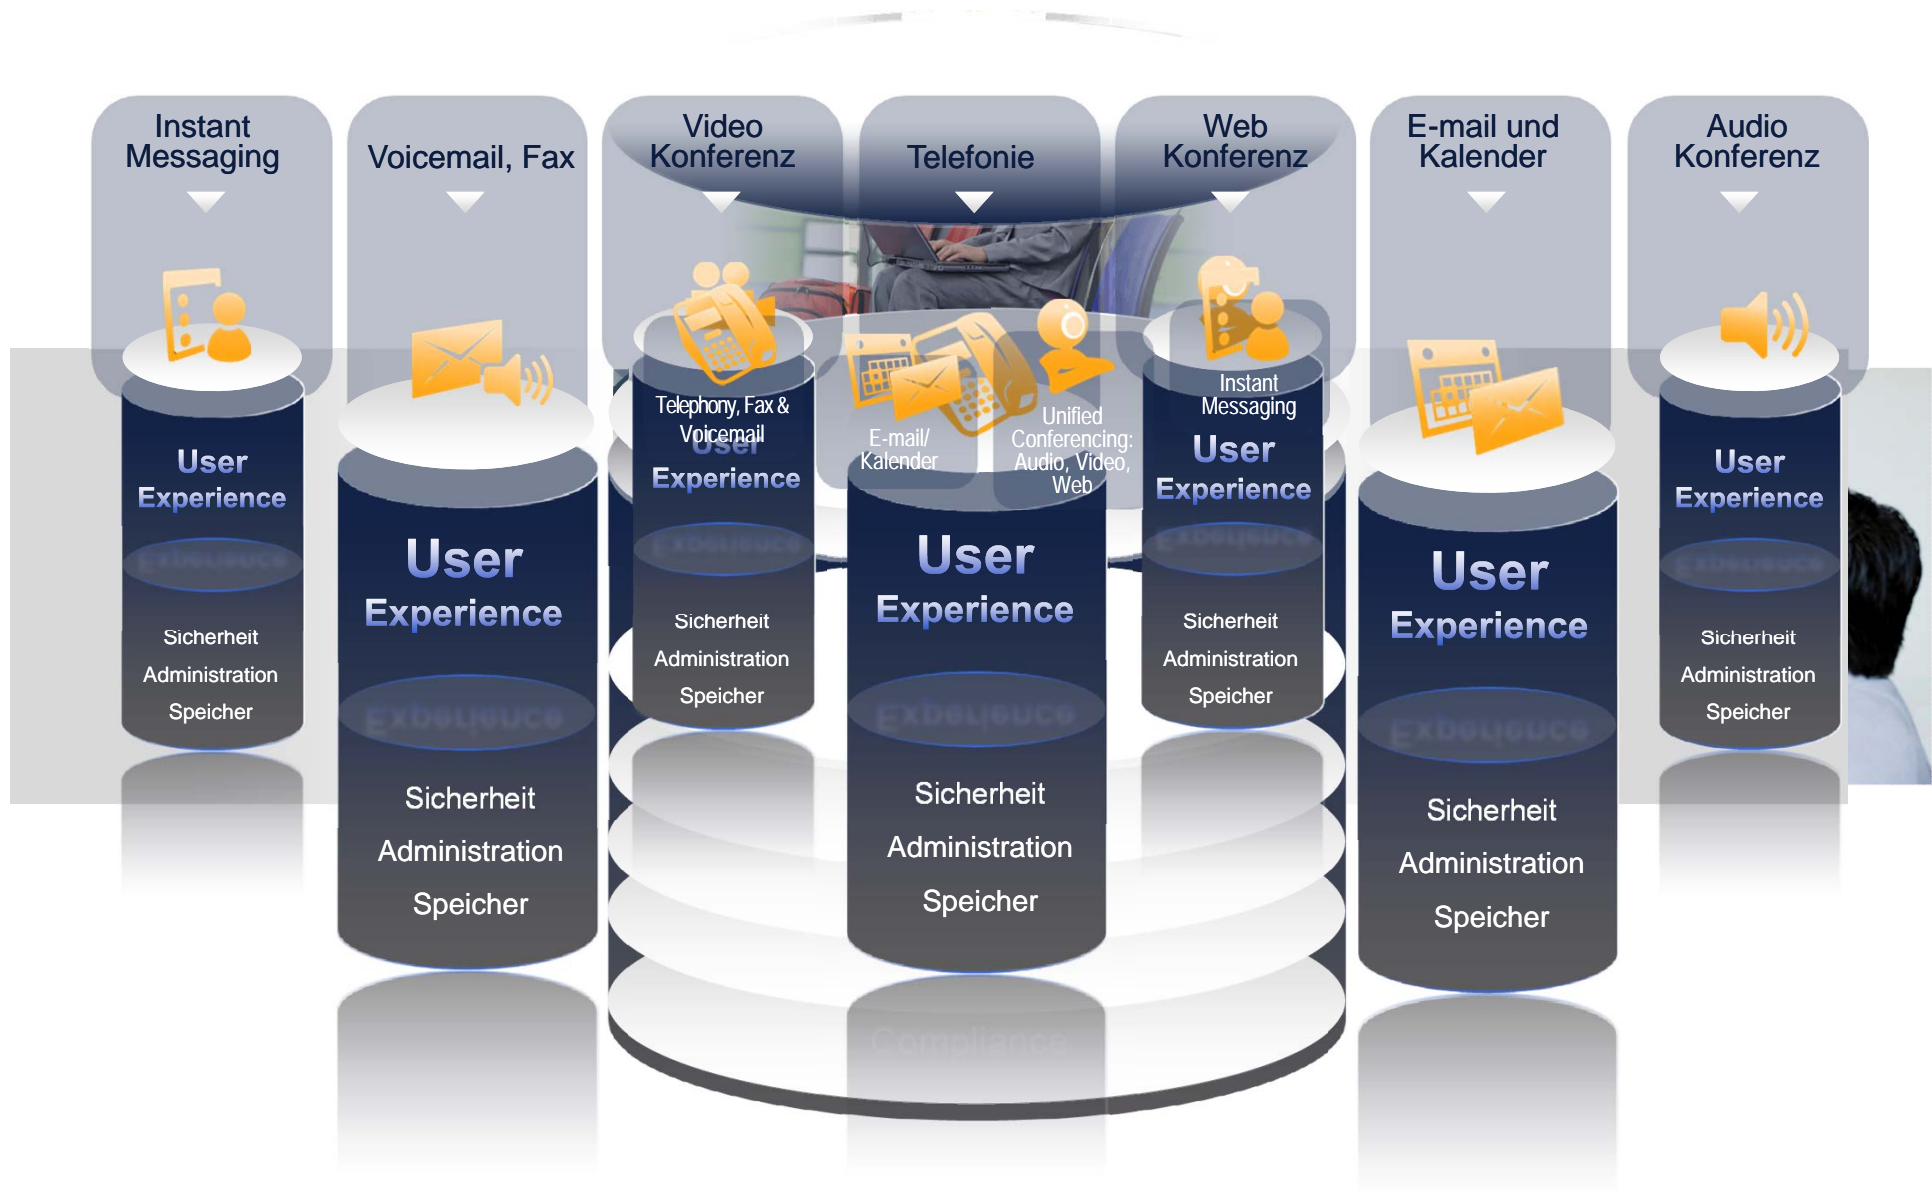 Instant
Messaging
Voicemail, Fax
Video
Konferenz
Telefonie
Web
Konferenz
E-mail und
Kalender
Audio
Konferenz
Telephony, Fax &
Voicemail
E-mail/
Kalender
Unified
Conferencing:
Audio, Video,
Web
Instant
Messaging
User
Experience
Sicherheit
Administration
Speicher
User
Experience
Sicherheit
Administration
Speicher
User
Experience
Sicherheit
Administration
Speicher
User
Experience
Sicherheit
Administration
Speicher
User
Experience
Sicherheit
Administration
Speicher
User
Experience
Sicherheit
Administration
Speicher
User
Experience
Sicherheit
Administration
Speicher
Compliance